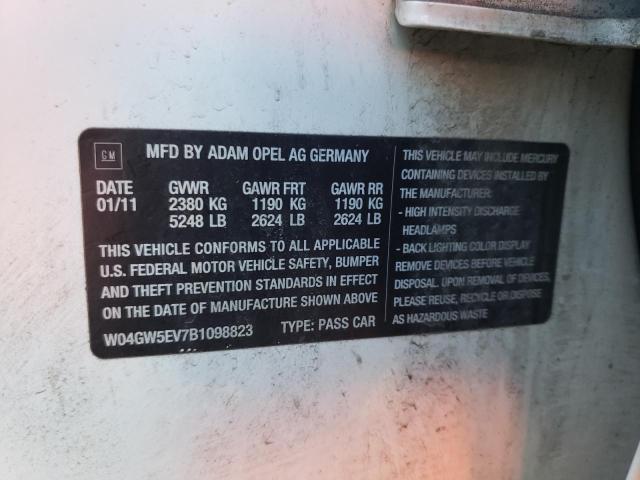 GM
MFD BY ADAM OPEL AG GERMANY
DATE GVWR GAWR FRT GAWR RR
01/11 2380 KG 1190 KG 1190 KG
5248 LB 2624 LB 2624 LB
THIS VEHICLE CONFORMS TO ALL APPLICABLE
U.S. FEDERAL MOTOR VEHICLE SAFETY, BUMPER
AND THEFT PREVENTION STANDARDS IN EFFECT
ON THE DATE OF MANUFACTURE SHOWN ABOVE
W04GW5EV7B1098823 TYPE: PASS CAR
THIS VEHICLE MAY INCLUDE MERCURY
CONTAINING DEVICES INSTALLED BY
THE MANUFACTURER:
- HIGH INTENSITY DISCHARGE
HEADLAMPS
- BACK LIGHTING COLOR DISPLAY
REMOVE DEVICES BEFORE VEHICLE
DISPOSAL. UPON REMOVAL OF DEVICES,
PLEASE REUSE, RECYCLE OR DISPOSE
AS HAZARDOUS WASTE